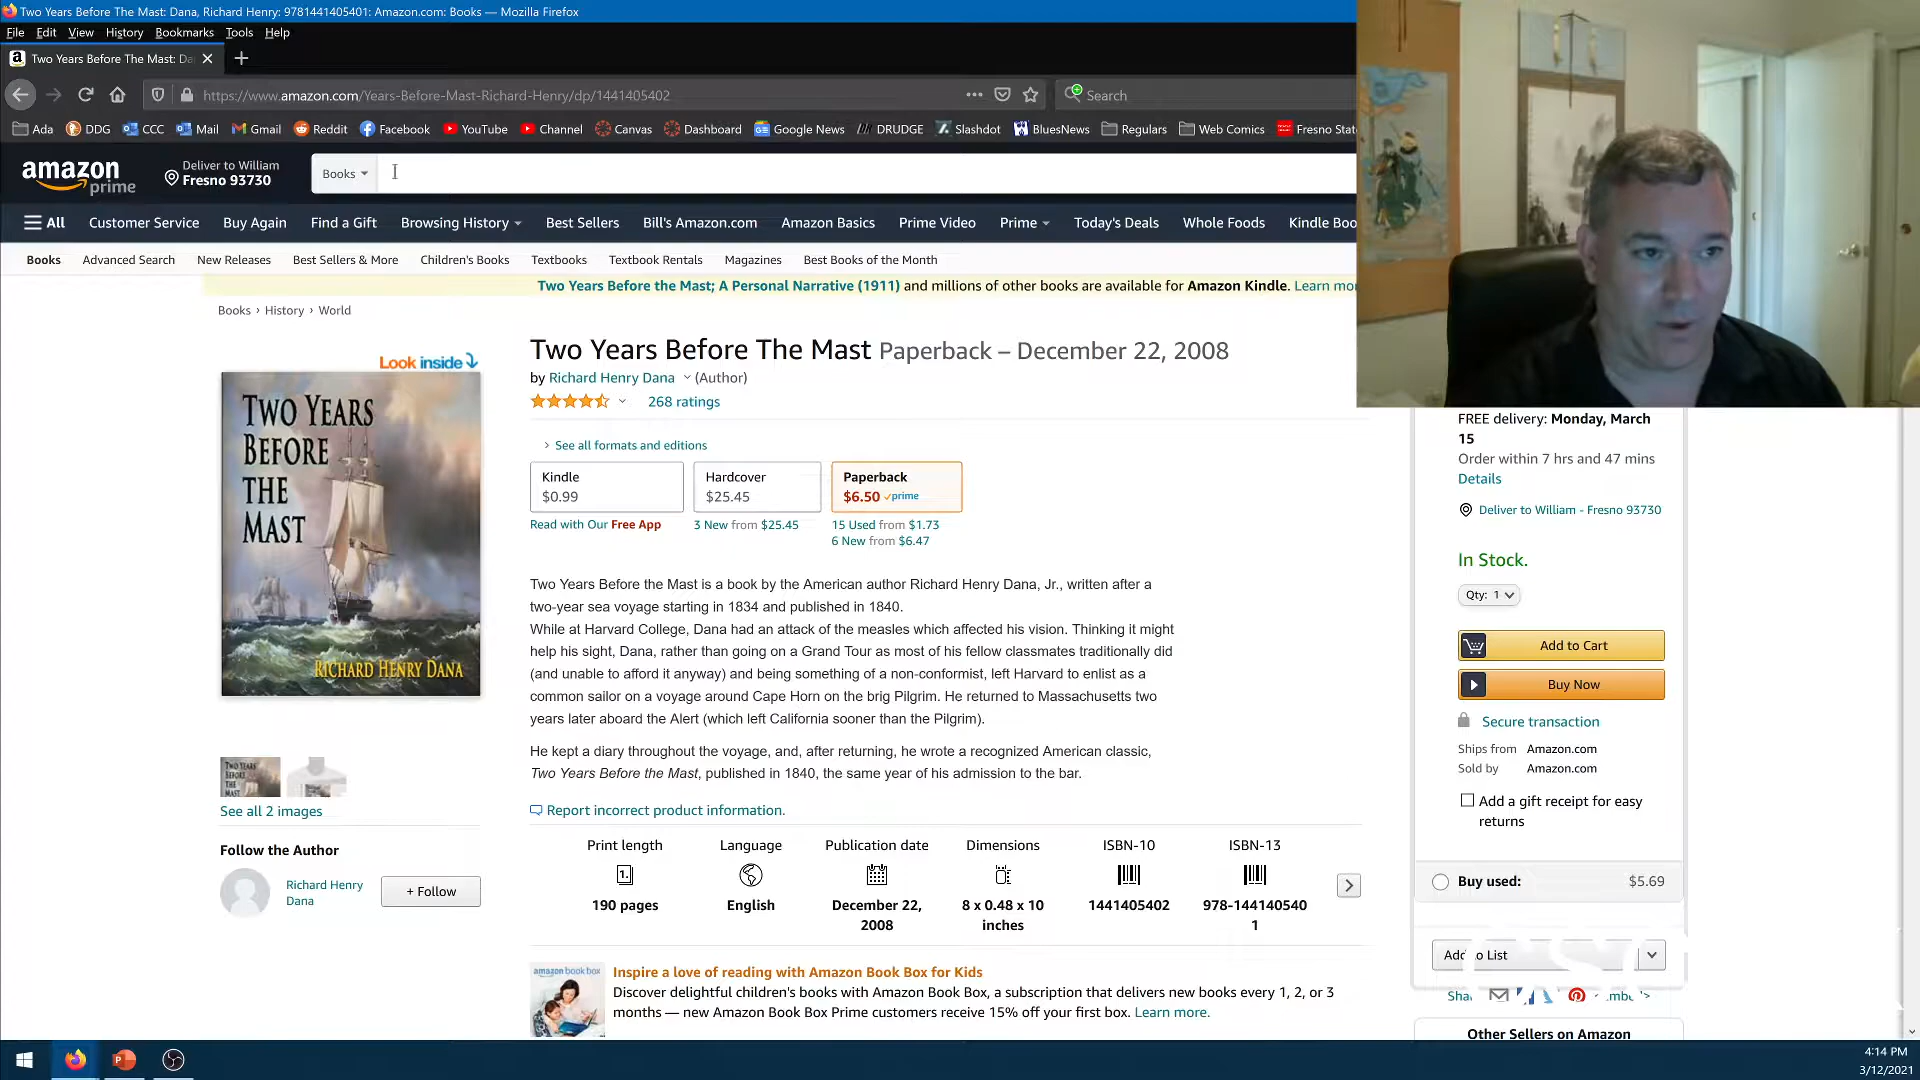 Two Years Before The Mast: Dana, Richard Henry: 9781441405401: Amazon.com: Books — Mozilla Firefox
File Edit View History Bookmarks Tools Help
Two Years Before The Mast: Da
https://www.amazon.com/Years-Before-Mast-Richard-Henry/dp/1441405402
Search
Ada DDG CCC Mail Gmail Reddit Facebook YouTube Channel Canvas Dashboard Google News DRUDGE Slashdot BluesNews Regulars Web Comics Fresno Stat
amazon prime
Deliver to William
Fresno 93730
Books
All Customer Service Buy Again Find a Gift Browsing History Best Sellers Bill's Amazon.com Amazon Basics Prime Video Prime Today's Deals Whole Foods Kindle Boo
Books Advanced Search New Releases Best Sellers & More Children's Books Textbooks Textbook Rentals Magazines Best Books of the Month
Two Years Before the Mast; A Personal Narrative (1911) and millions of other books are available for Amazon Kindle. Learn mor
Books › History › World
Look inside
TWO YEARS
BEFORE
THE
MAST
RICHARD HENRY DANA
TWO YEARS
BEFORE
THE
MAST
See all 2 images
Follow the Author
Richard Henry
Dana
+ Follow
Two Years Before The Mast Paperback – December 22, 2008
by Richard Henry Dana (Author)
268 ratings
› See all formats and editions
Kindle
$0.99
Read with Our Free App
Hardcover
$25.45
3 New from $25.45
Paperback
$6.50 prime
15 Used from $1.73
6 New from $6.47
Two Years Before the Mast is a book by the American author Richard Henry Dana, Jr., written after a
two-year sea voyage starting in 1834 and published in 1840.
While at Harvard College, Dana had an attack of the measles which affected his vision. Thinking it might
help his sight, Dana, rather than going on a Grand Tour as most of his fellow classmates traditionally did
(and unable to afford it anyway) and being something of a non-conformist, left Harvard to enlist as a
common sailor on a voyage around Cape Horn on the brig Pilgrim. He returned to Massachusetts two
years later aboard the Alert (which left California sooner than the Pilgrim).
He kept a diary throughout the voyage, and, after returning, he wrote a recognized American classic,
Two Years Before the Mast, published in 1840, the same year of his admission to the bar.
Report incorrect product information.
Print length
1.
190 pages
Language
English
Publication date
December 22,
2008
Dimensions
8 x 0.48 x 10
inches
ISBN-10
1441405402
ISBN-13
978-144140540
1
amazon book box
Inspire a love of reading with Amazon Book Box for Kids
Discover delightful children's books with Amazon Book Box, a subscription that delivers new books every 1, 2, or 3
months — new Amazon Book Box Prime customers receive 15% off your first box. Learn more.
FREE delivery: Monday, March
15
Order within 7 hrs and 47 mins
Details
Deliver to William - Fresno 93730
In Stock.
Qty: 1
Add to Cart
Buy Now
Secure transaction
Ships from Amazon.com
Sold by Amazon.com
Add a gift receipt for easy
returns
Buy used: $5.69
Add to List
Other Sellers on Amazon
4:14 PM
3/12/2021